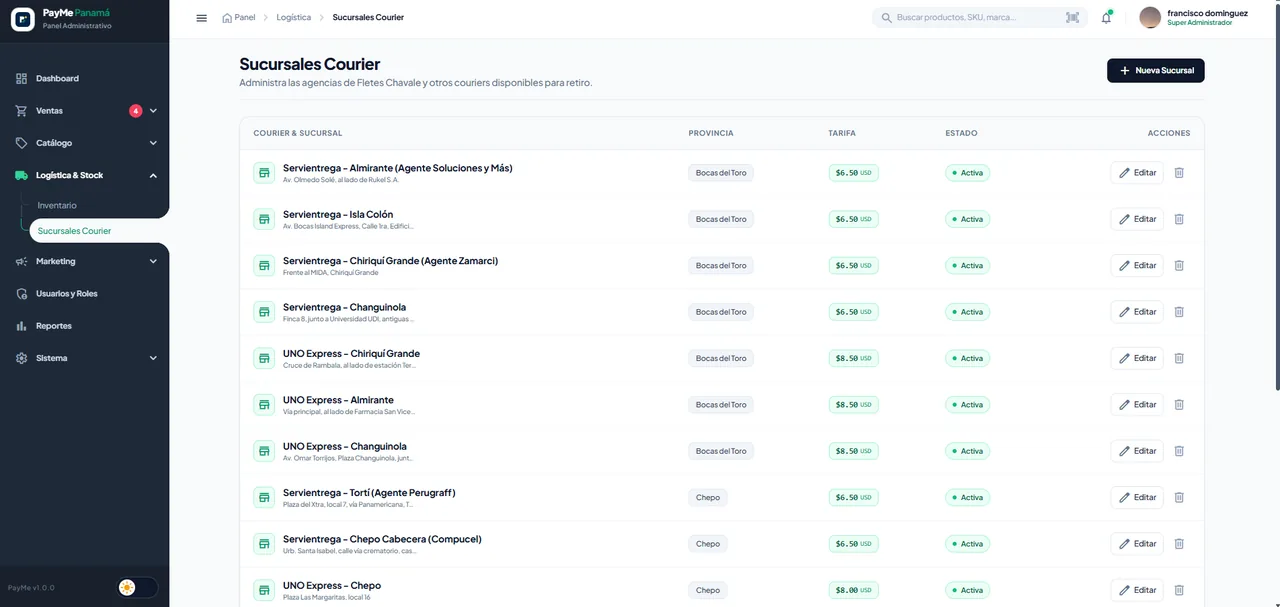 PayMe Panamá
Panel Administrativo
Panel
Logística
Sucursales Courier
Buscar productos, SKU, marca...
francisco dominguez
Super Administrador
Dashboard
Ventas
4
Catálogo
Logística & Stock
Inventario
Sucursales Courier
Marketing
Usuarios y Roles
Reportes
Sistema
PayMe v1.0.0
Sucursales Courier
Administra las agencias de Fletes Chavale y otros couriers disponibles para retiro.
+ Nueva Sucursal
COURIER & SUCURSAL PROVINCIA TARIFA ESTADO ACCIONES
Servientrega - Almirante (Agente Soluciones y Más)
Av. Olmedo Solé, al lado de Rukel S.A.
Bocas del Toro $6.50 USD Activa Editar
Servientrega - Isla Colón
Av. Bocas Island Express, Calle 1ra, Edifici...
Bocas del Toro $6.50 USD Activa Editar
Servientrega - Chiriquí Grande (Agente Zamarci)
Frente al MIDA, Chiriquí Grande
Bocas del Toro $6.50 USD Activa Editar
Servientrega - Changuinola
Finca 8, junto a Universidad UDI, antiguas...
Bocas del Toro $6.50 USD Activa Editar
UNO Express - Chiriquí Grande
Cruce de Rambala, al lado de estación Ter...
Bocas del Toro $8.50 USD Activa Editar
UNO Express - Almirante
Vía principal, al lado de Farmacia San Vice...
Bocas del Toro $8.50 USD Activa Editar
UNO Express - Changuinola
Av. Omar Torrijos, Plaza Changuinola, junt...
Bocas del Toro $8.50 USD Activa Editar
Servientrega - Tortí (Agente Perugraff)
Plaza del Xtra, local 7, vía Panamericana, T...
Chepo $6.50 USD Activa Editar
Servientrega - Chepo Cabecera (Compucel)
Urb. Santa Isabel, calle vía crematorio, cas...
Chepo $6.50 USD Activa Editar
UNO Express - Chepo
Plaza Las Margaritas, local 16
Chepo $8.00 USD Activa Editar